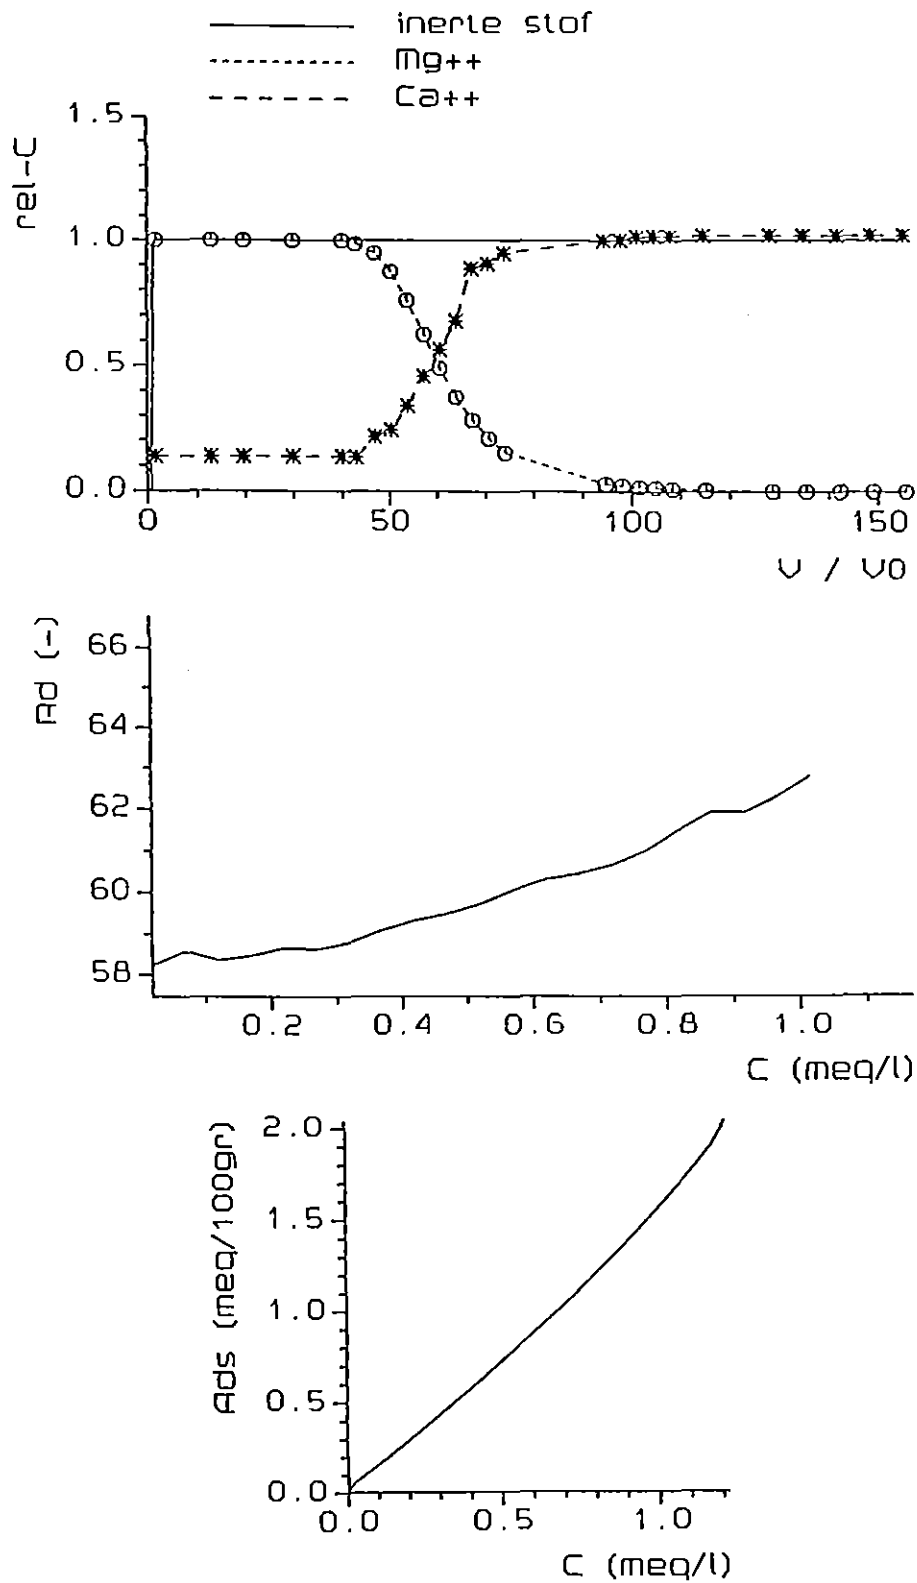 inerte stof
Mg++
Ca++
rel-C
1.5
1.0
0.5
0.0
0 50 100 150
V / V0
Rd (-)
66
64
62
60
58
0.2 0.4 0.6 0.8 1.0
C (meq/l)
Ads (meq/100gr)
2.0
1.5
1.0
0.5
0.0
0.0 0.5 1.0
C (meq/l)